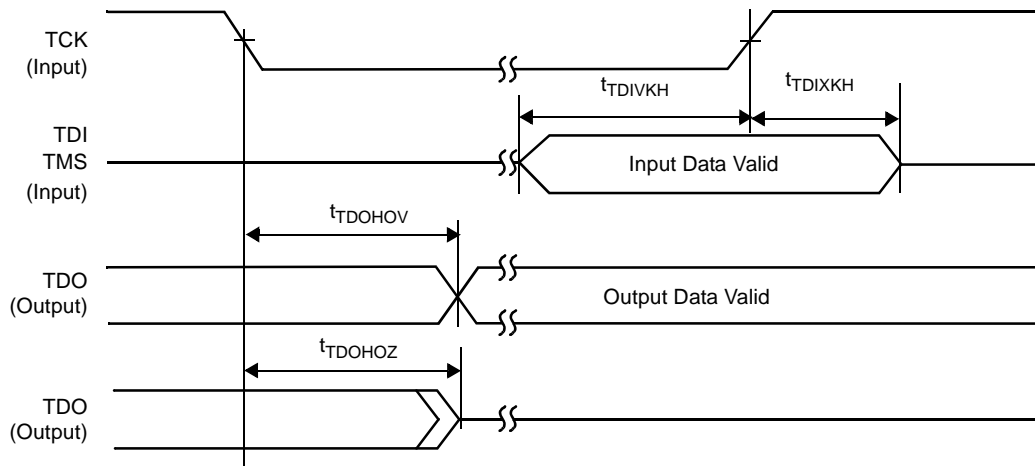 TCK
(Input)
tTDIVKH
tTDIXKH
TDI
TMS
(Input)
Input Data Valid
tTDOHOV
TDO
(Output)
Output Data Valid
tTDOHOZ
TDO
(Output)